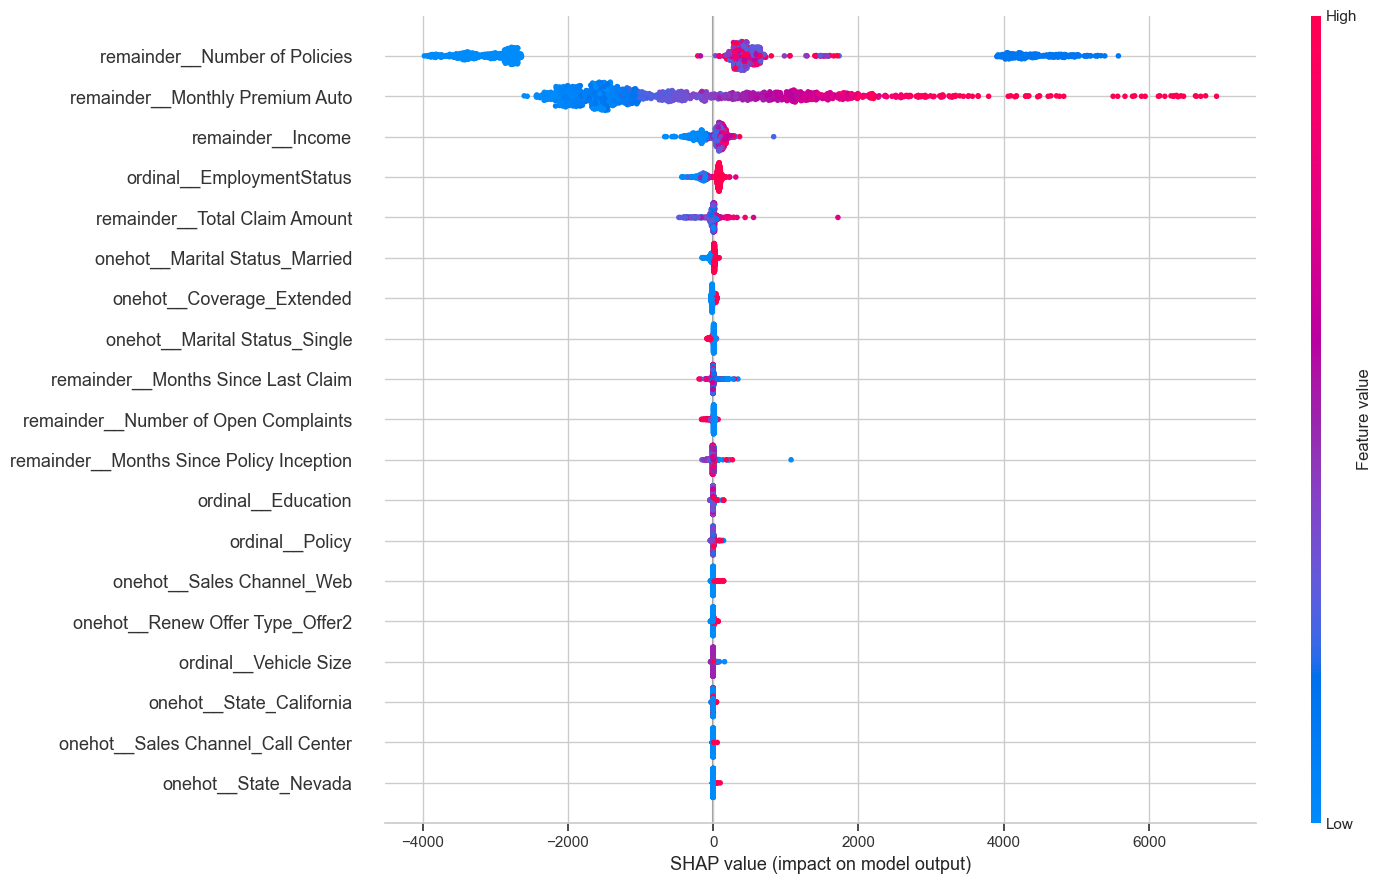 High
remainder__Number of Policies
remainder__Monthly Premium Auto
remainder__Income
ordinal__EmploymentStatus
remainder__Total Claim Amount
onehot__Marital Status_Married
onehot__Coverage_Extended
onehot__Marital Status_Single
remainder__Months Since Last Claim
remainder__Number of Open Complaints
remainder__Months Since Policy Inception
ordinal__Education
ordinal__Policy
onehot__Sales Channel_Web
onehot__Renew Offer Type_Offer2
ordinal__Vehicle Size
onehot__State_California
onehot__Sales Channel_Call Center
onehot__State_Nevada
Feature value
Low
−4000 −2000 0 2000 4000 6000
SHAP value (impact on model output)